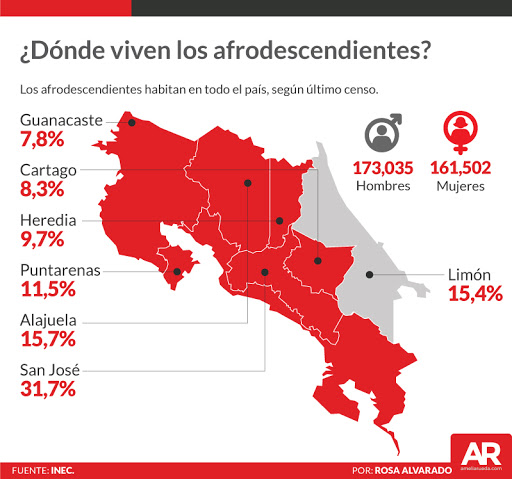 ¿Dónde viven los afrodescendientes?
Los afrodescendientes habitan en todo el país, según último censo.
Guanacaste
7,8%
Cartago
8,3%
Heredia
9,7%
Puntarenas
11,5%
Alajuela
15,7%
San José
31,7%
173,035
Hombres
161,502
Mujeres
Limón
15,4%
AR
ameliarueda.com
FUENTE: INEC.
POR: ROSA ALVARADO